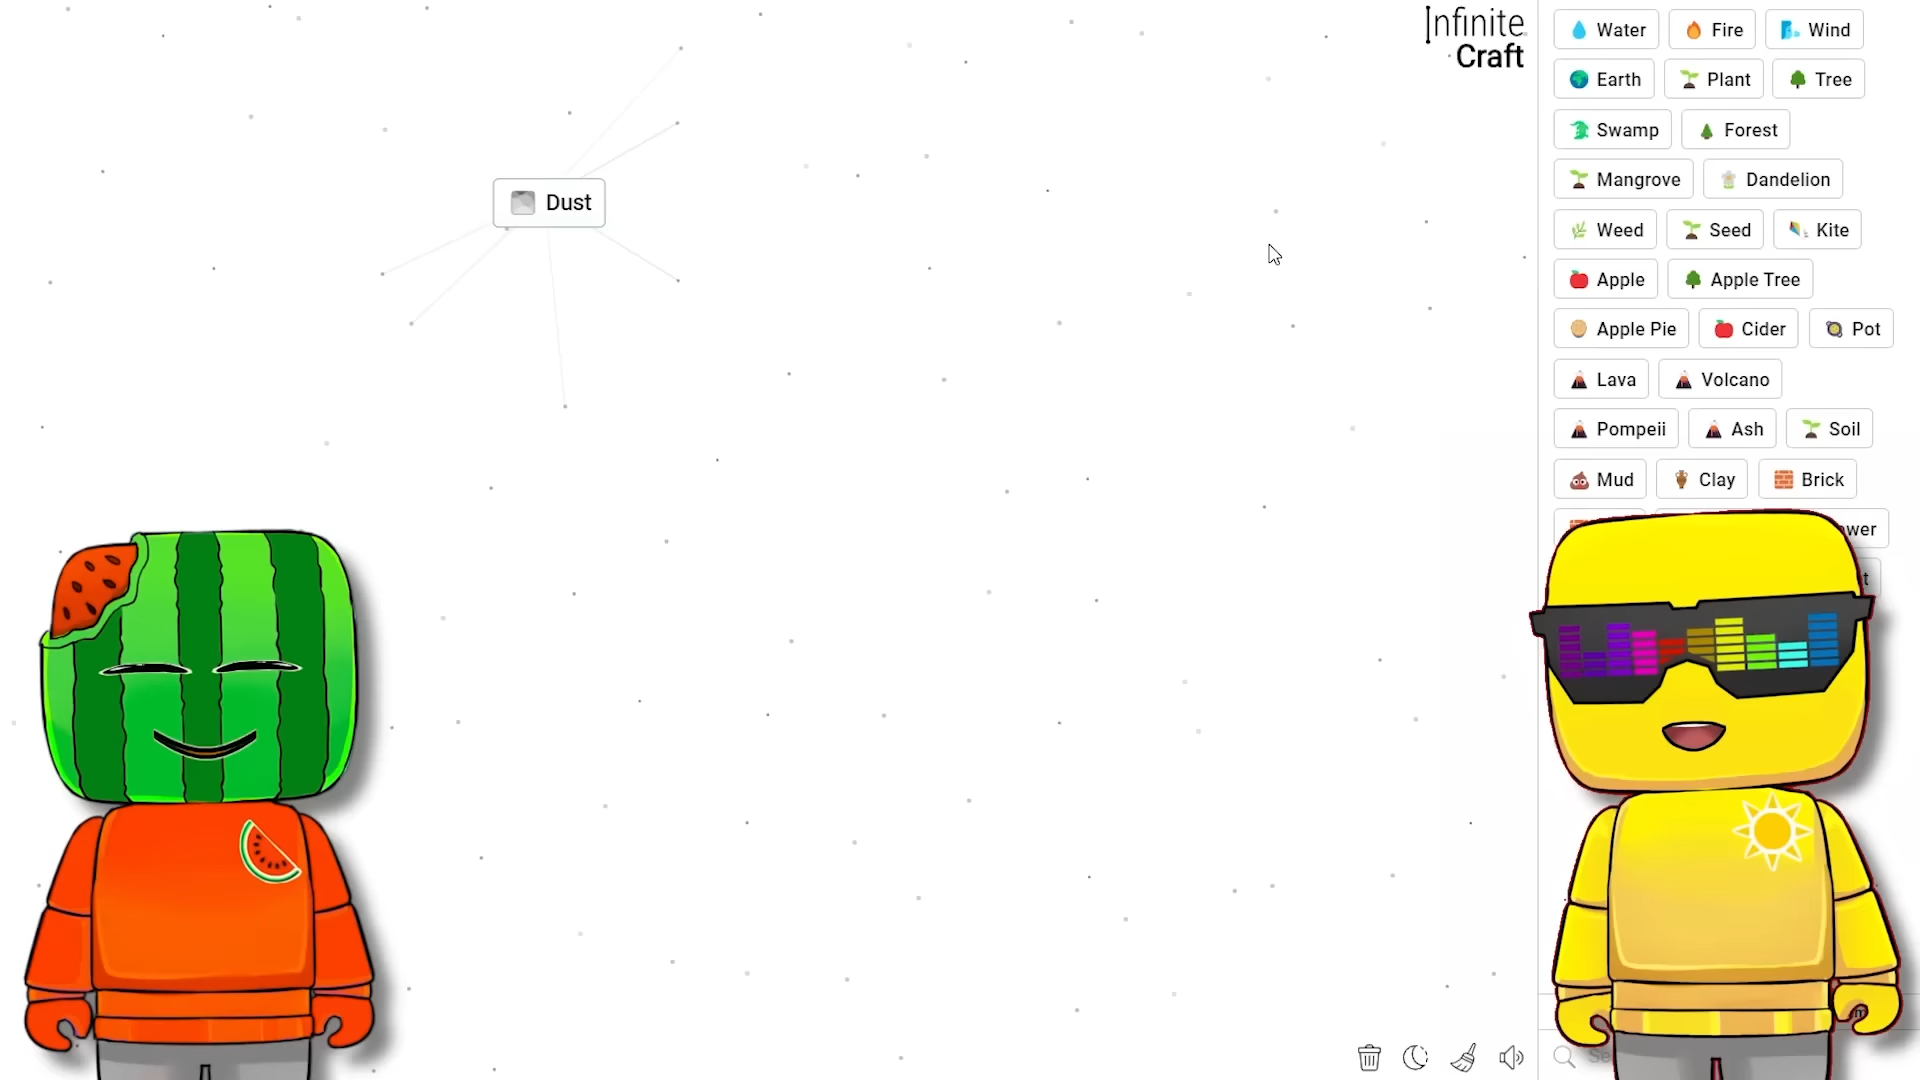 Infinite
Craft
Dust
Water Fire Wind
Earth Plant Tree
Swamp Forest
Mangrove Dandelion
Weed Seed Kite
Apple Apple Tree
Apple Pie Cider Pot
Lava Volcano
Pompeii Ash Soil
Mud Clay Brick